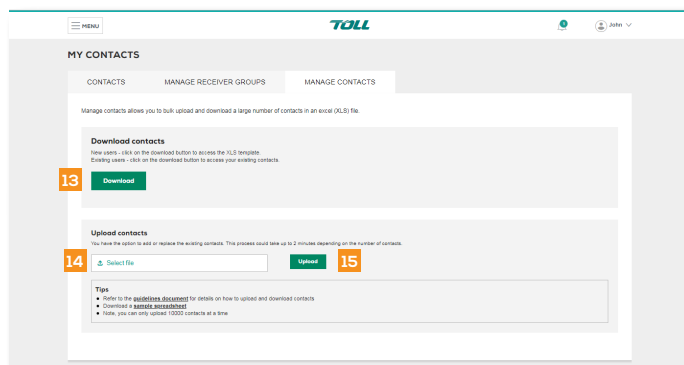 MENU
TOLL
John
MY CONTACTS
CONTACTS
MANAGE RECEIVER GROUPS
MANAGE CONTACTS
Manage contacts allows you to bulk upload and download a large number of contacts in an excel (XLS) file.
Download contacts
New users - click on the download button to access the XLS template.
Existing users - click on the download button to access your existing contacts.
13
Download
Upload contacts
You have the option to add or replace the existing contacts. This process could take up to 2 minutes depending on the number of contacts.
14
Select file
Upload
15
Tips
Refer to the guidelines document for details on how to upload and download contacts
Download a sample spreadsheet
Note, you can only upload 10000 contacts at a time